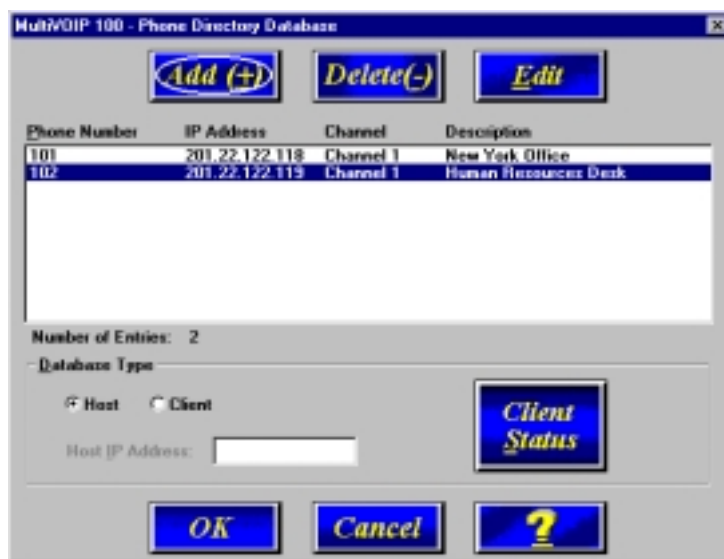 MultiVOIP 100 - Phone Directory Database
Add (+) Delete(-) Edit
Phone Number IP Address Channel Description
101 201.22.122.118 Channel 1 New York Office
102 201.22.122.119 Channel 1 Human Resources Desk
Number of Entries: 2
Database Type
Host Client
Client
Status
Host IP Address:
OK Cancel ?